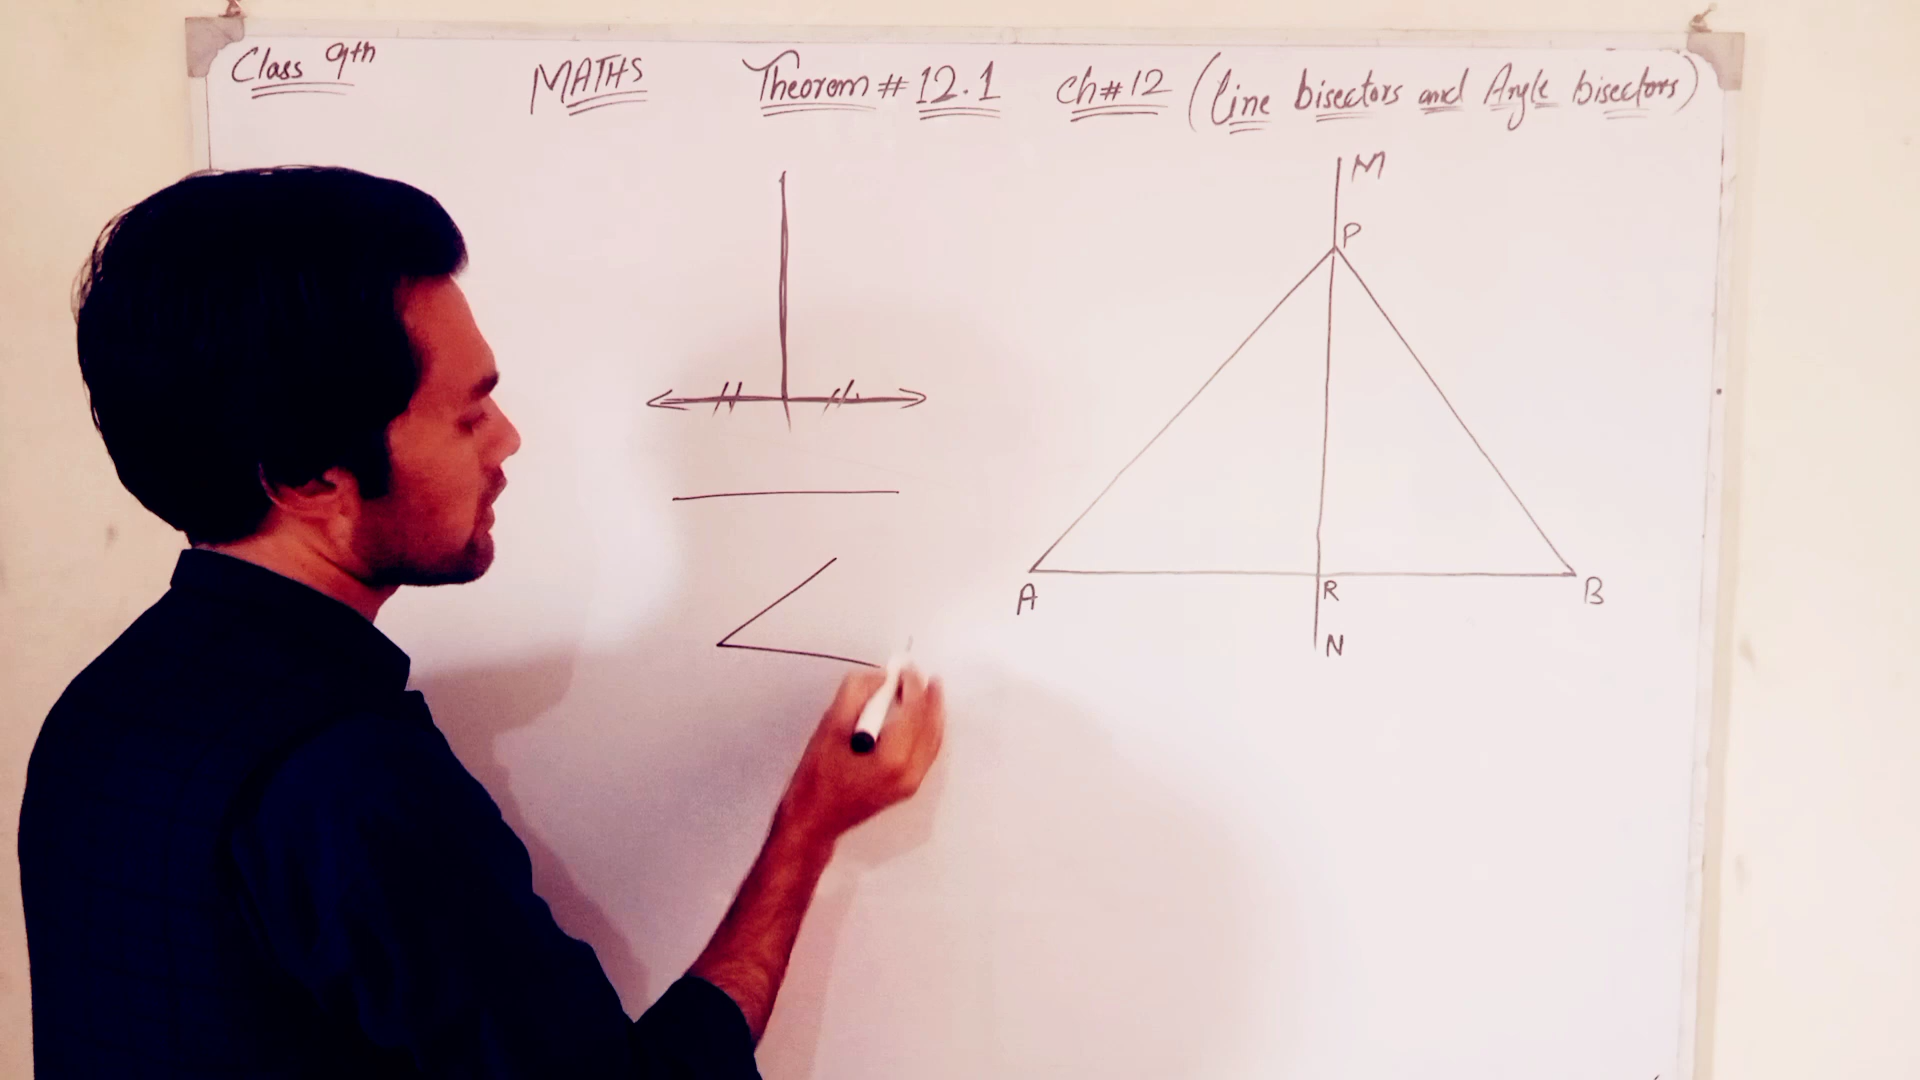 Class 9th MATHS Theorem # 12.1 Ch#12 (line bisectors and Angle bisectors)
M
P
A R B
N